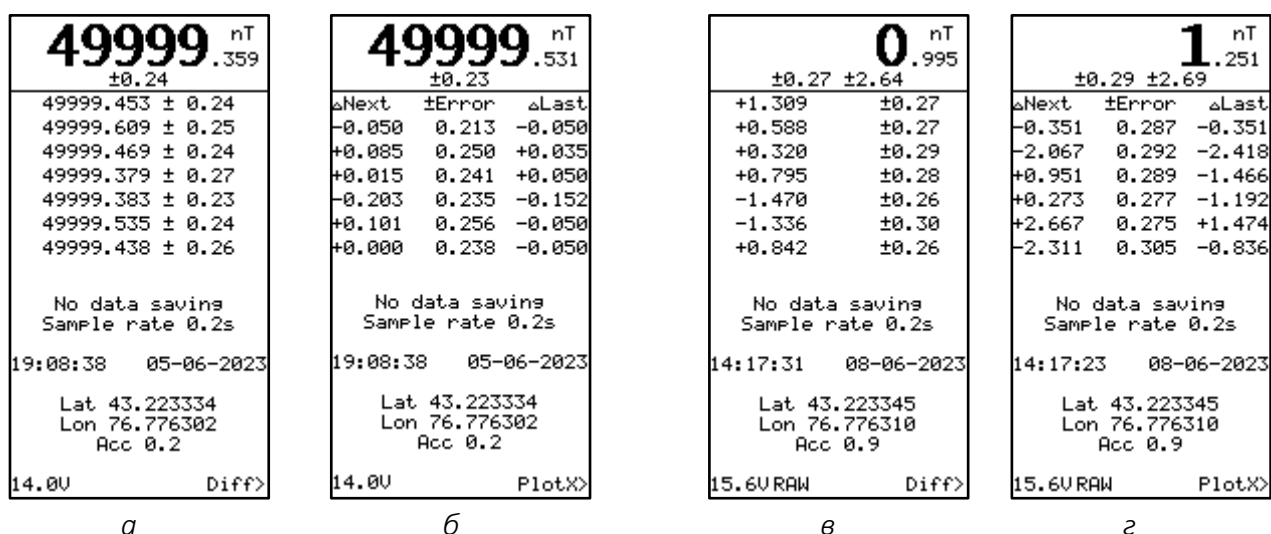 49999.359 nT
±0.24
49999.453 ± 0.24
49999.609 ± 0.25
49999.469 ± 0.24
49999.379 ± 0.27
49999.383 ± 0.23
49999.535 ± 0.24
49999.438 ± 0.26
No data saving
Sample rate 0.2s
19:08:38 05-06-2023
Lat 43.223334
Lon 76.776302
Acc 0.2
14.0V Diff>
а
49999.531 nT
±0.23
△Next ±Error △Last
-0.050 0.213 -0.050
+0.085 0.250 +0.035
+0.015 0.241 +0.050
-0.203 0.235 -0.152
+0.101 0.256 -0.050
+0.000 0.238 -0.050
No data saving
Sample rate 0.2s
19:08:38 05-06-2023
Lat 43.223334
Lon 76.776302
Acc 0.2
14.0V PlotX>
б
0.995 nT
±0.27 ±2.64
+1.309 ±0.27
+0.588 ±0.27
+0.320 ±0.29
+0.795 ±0.28
-1.470 ±0.26
-1.336 ±0.30
+0.842 ±0.26
No data saving
Sample rate 0.2s
14:17:31 08-06-2023
Lat 43.223345
Lon 76.776310
Acc 0.9
15.6V RAW Diff>
в
1.251 nT
±0.29 ±2.69
△Next ±Error △Last
-0.351 0.287 -0.351
-2.067 0.292 -2.418
+0.951 0.289 -1.466
+0.273 0.277 -1.192
+2.667 0.275 +1.474
-2.311 0.305 -0.836
No data saving
Sample rate 0.2s
14:17:23 08-06-2023
Lat 43.223345
Lon 76.776310
Acc 0.9
15.6V RAW PlotX>
г